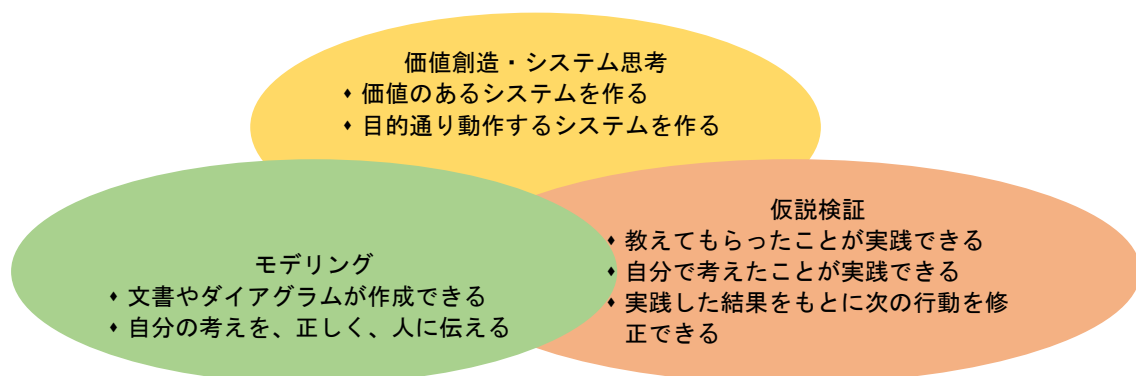 価値創造・システム思考
⬧ 価値のあるシステムを作る
⬧ 目的通り動作するシステムを作る
モデリング
⬧ 文書やダイアグラムが作成できる
⬧ 自分の考えを、正しく、人に伝える
仮説検証
⬧ 教えてもらったことが実践できる
⬧ 自分で考えたことが実践できる
⬧ 実践した結果をもとに次の行動を修
正できる